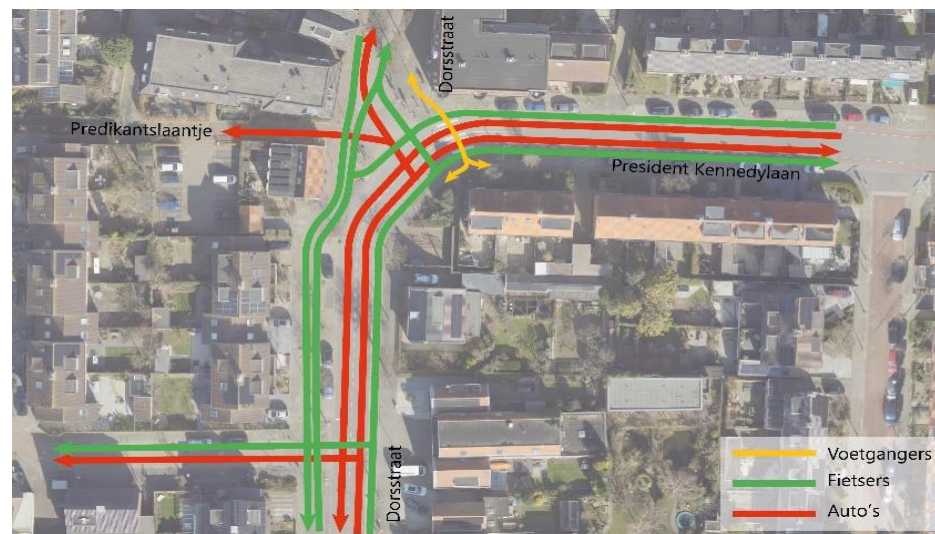 Dorsstraat
Predikantslaantje
President Kennedylaan
Dorsstraat
Voetgangers
Fietsers
Auto's